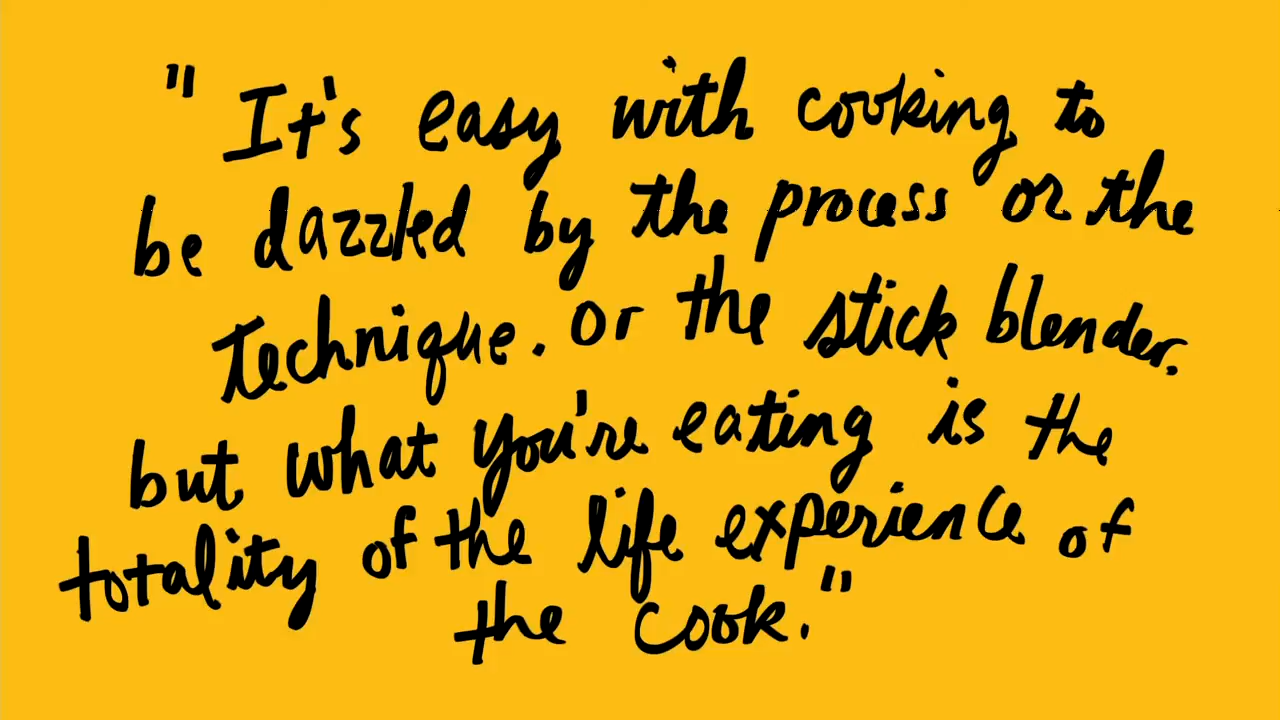 "It's easy with cooking to
be dazzled by the process or the
technique. or the stick blender.
but what you're eating is the
totality of the life experience of
the cook."